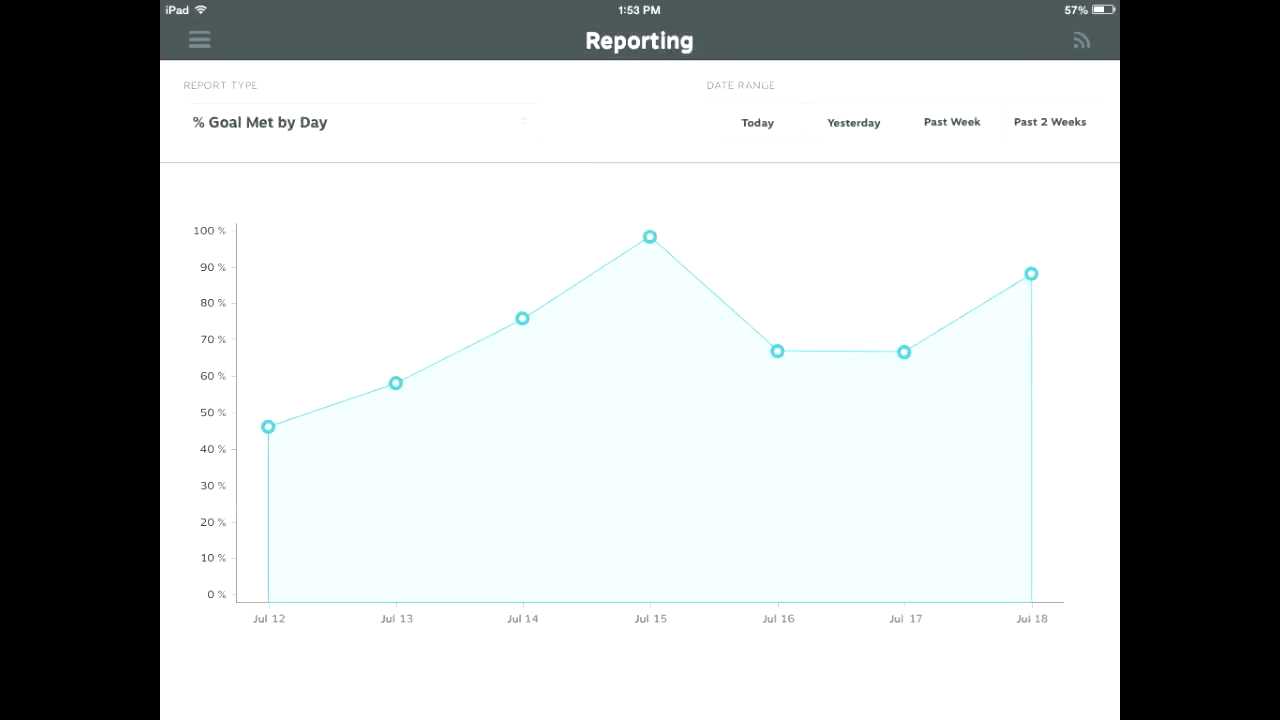 iPad 1:53 PM 57%
Reporting
REPORT TYPE DATE RANGE
% Goal Met by Day Today Yesterday Past Week Past 2 Weeks
100 %
90 %
80 %
70 %
60 %
50 %
40 %
30 %
20 %
10 %
0 %
Jul 12 Jul 13 Jul 14 Jul 15 Jul 16 Jul 17 Jul 18